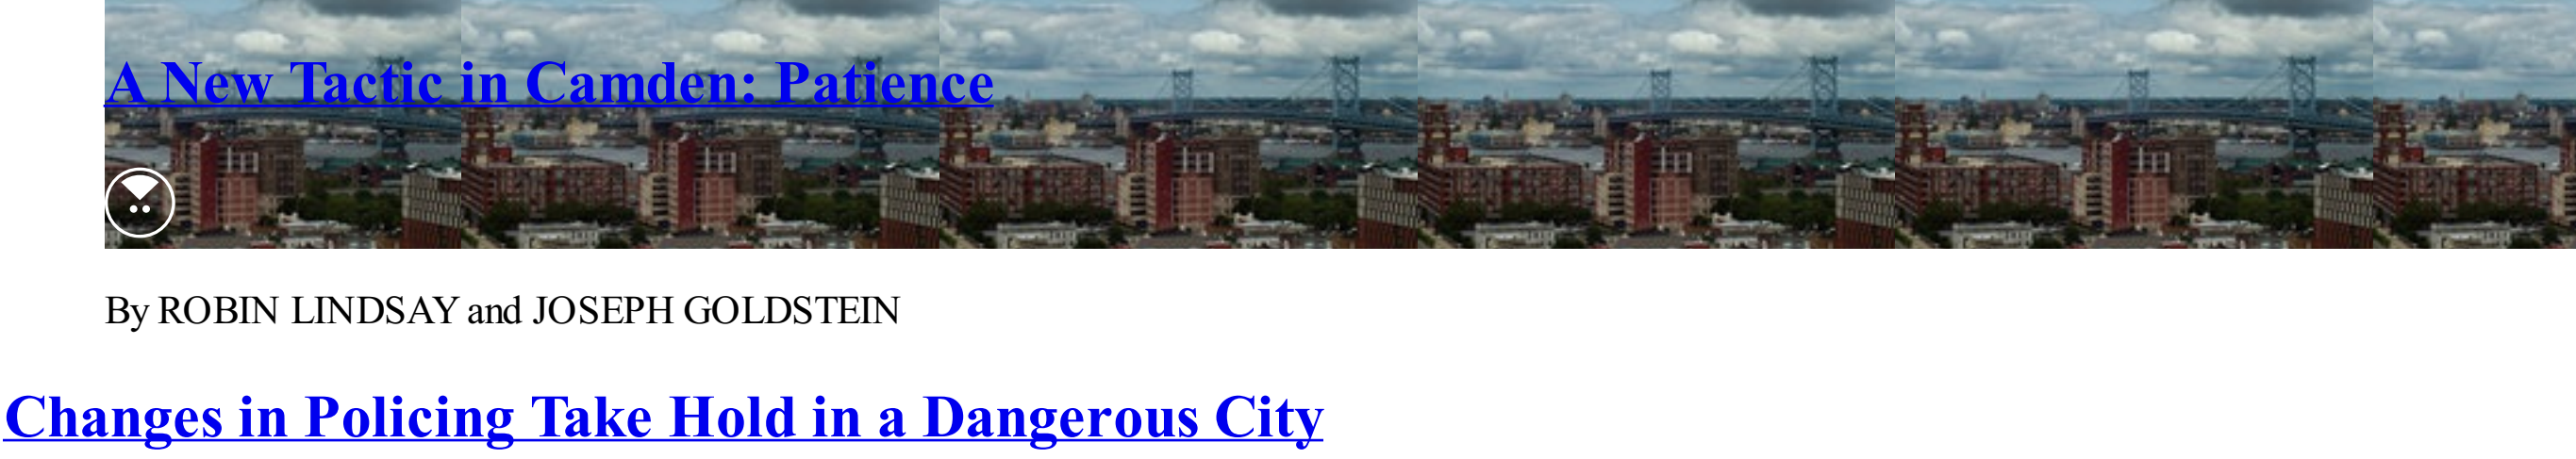 A New Tactic in Camden: Patience
By ROBIN LINDSAY and JOSEPH GOLDSTEIN
Changes in Policing Take Hold in a Dangerous City